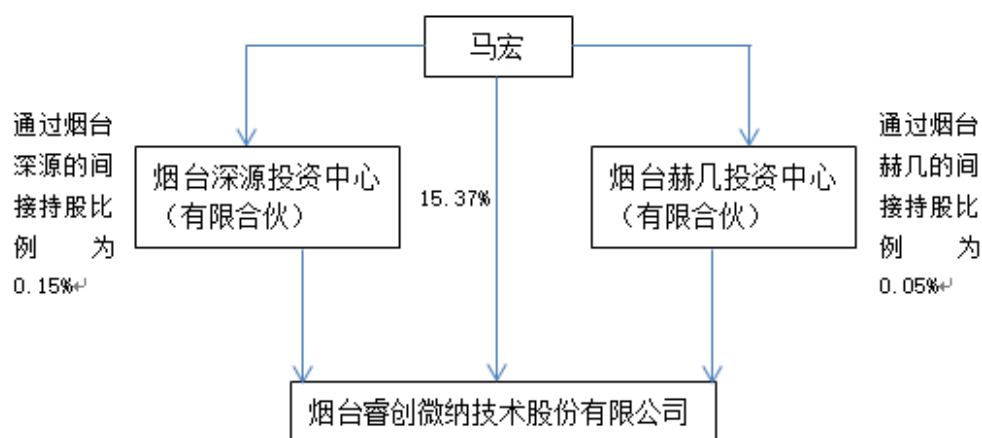 马宏
通过烟台
深源的间
接持股比
例 为
0.15%↵
烟台深源投资中心
（有限合伙）
15.37%
烟台赫几投资中心
（有限合伙）
通过烟台
赫几的间
接持股比
例 为
0.05%↵
烟台睿创微纳技术股份有限公司